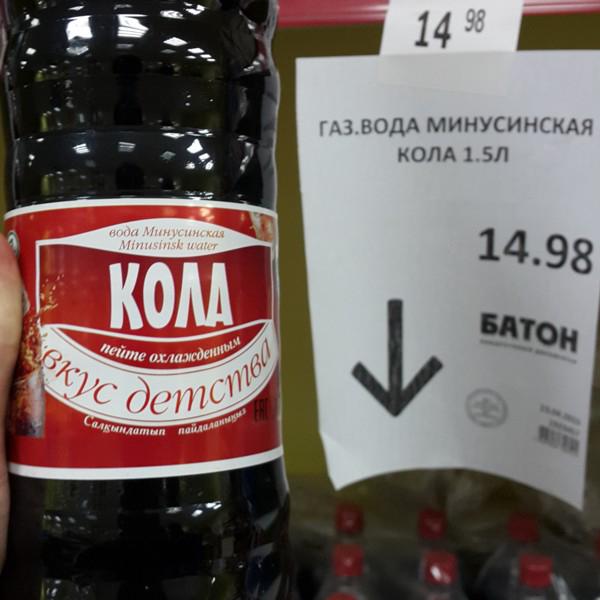 14 98
ГАЗ.ВОДА МИНУСИНСКАЯ
КОЛА 1.5Л
14.98
БАТОН
вода Минусинская
Minusinsk water
КОЛА
пейте охлажденным
вкус детства
Салқындатып пайдаланыңыз
EAC